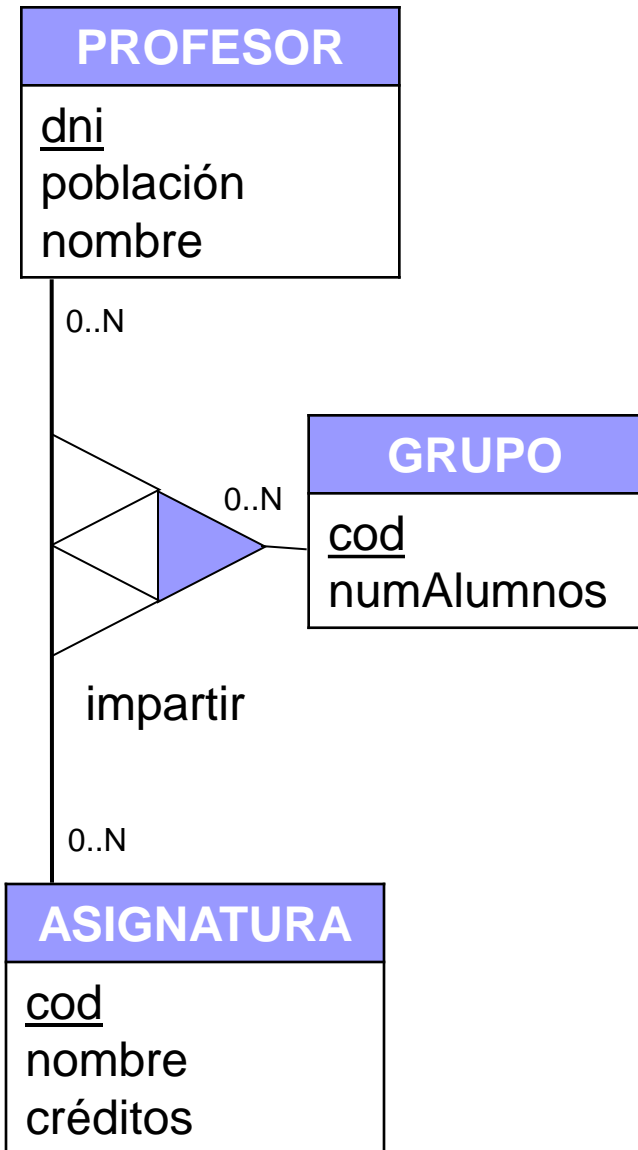 PROFESOR
dni
población
nombre
0..N
0..N
GRUPO
cod
numAlumnos
impartir
0..N
ASIGNATURA
cod
nombre
créditos